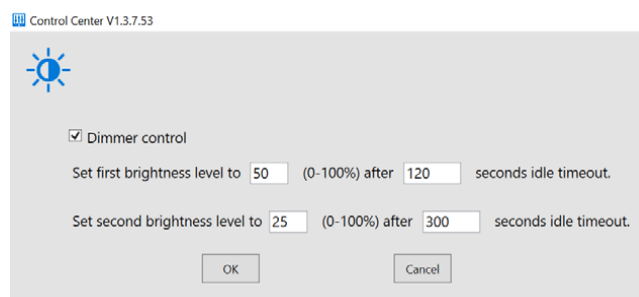 Control Center V1.3.7.53
Dimmer control
Set first brightness level to 50 (0-100%) after 120 seconds idle timeout.
Set second brightness level to 25 (0-100%) after 300 seconds idle timeout.
OK Cancel